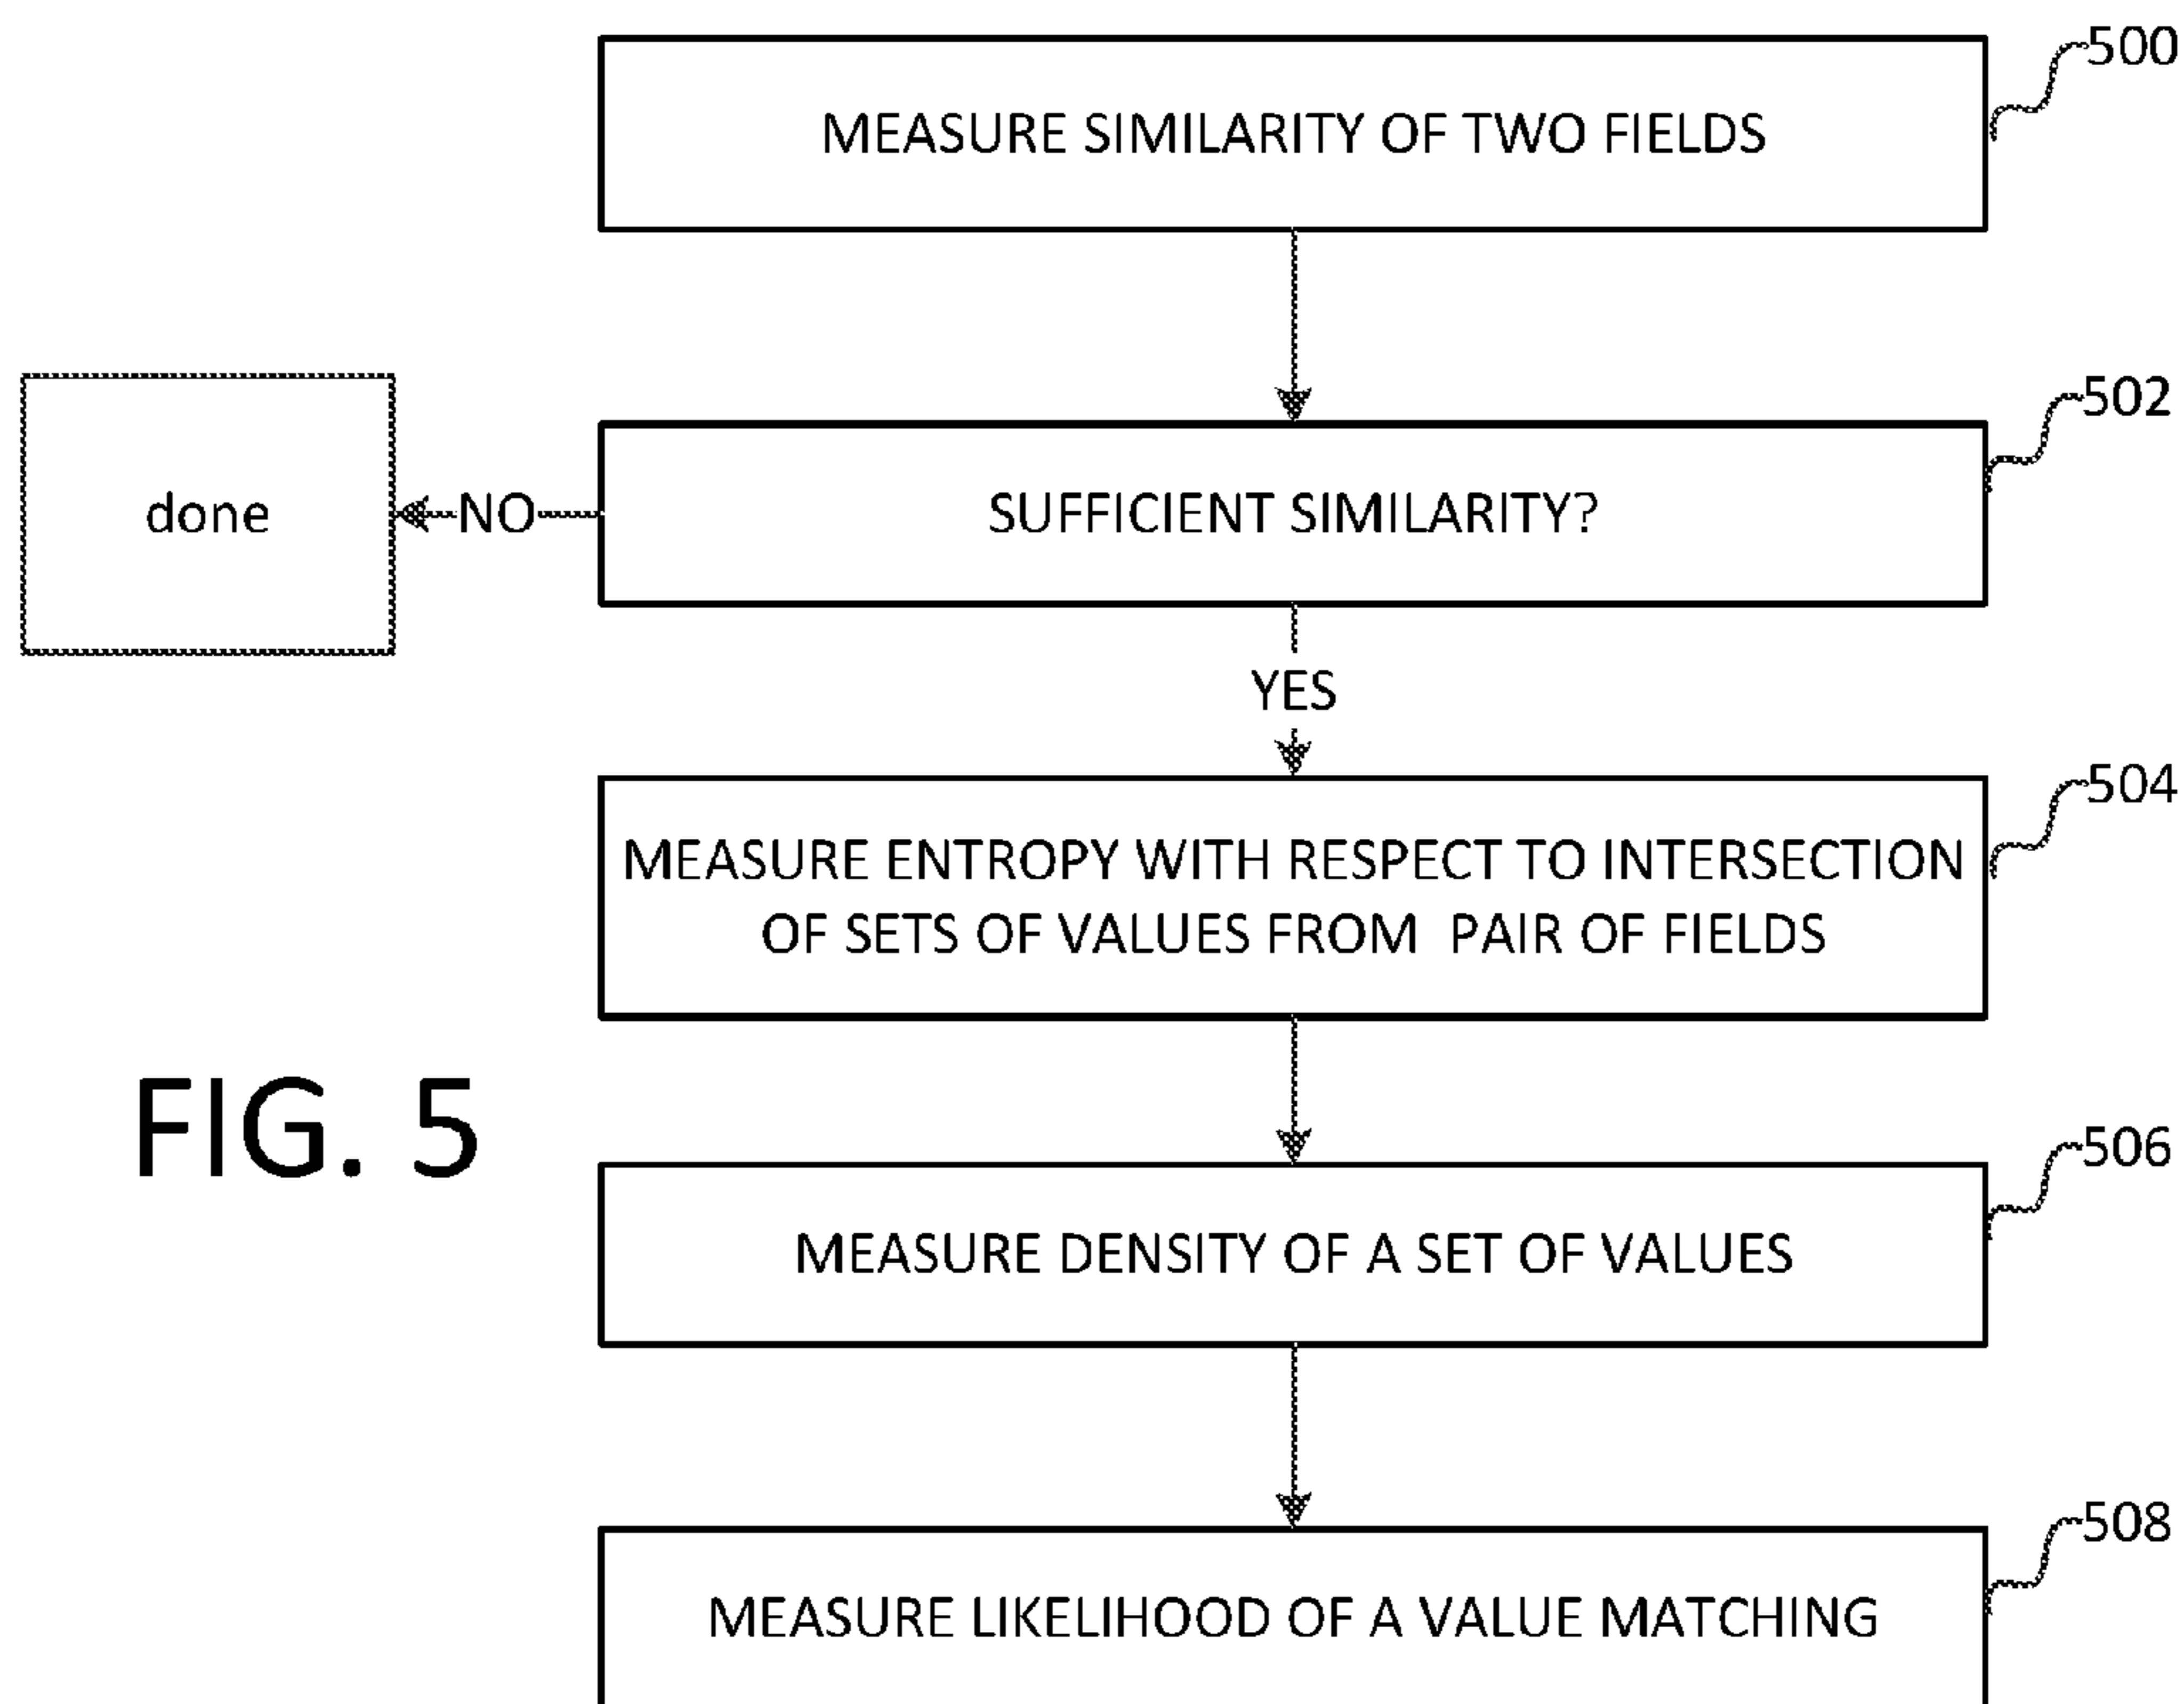 500
MEASURE SIMILARITY OF TWO FIELDS
502
done
NO
SUFFICIENT SIMILARITY?
YES
504
MEASURE ENTROPY WITH RESPECT TO INTERSECTION
OF SETS OF VALUES FROM PAIR OF FIELDS
FIG. 5
506
MEASURE DENSITY OF A SET OF VALUES
508
MEASURE LIKELIHOOD OF A VALUE MATCHING